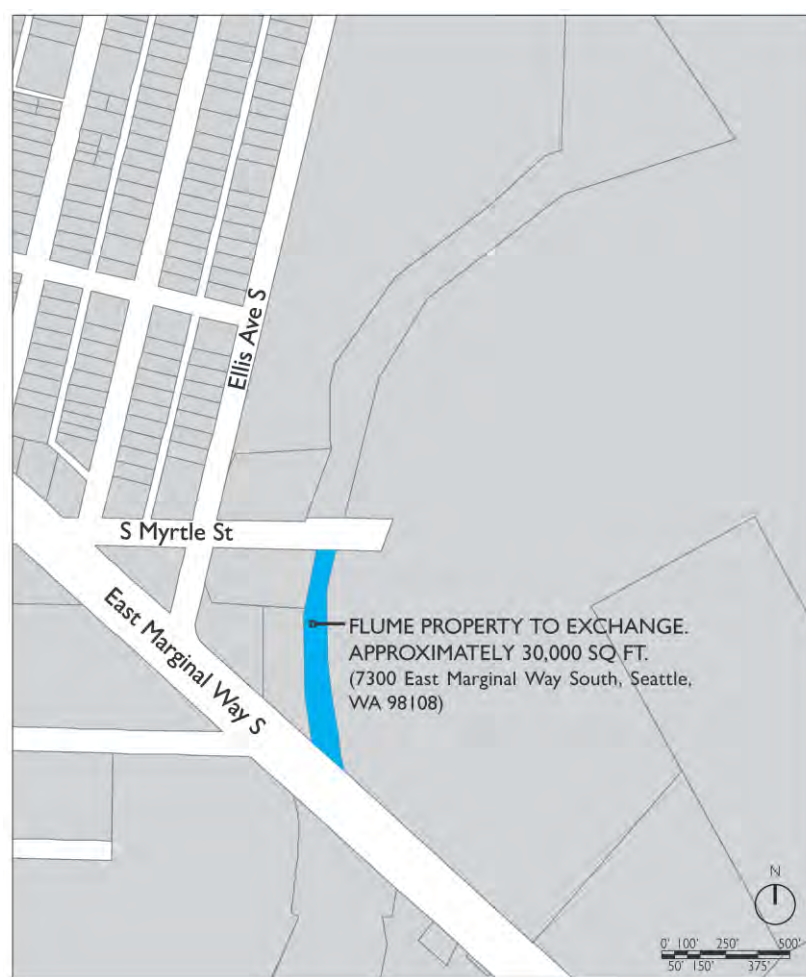 Ellis Ave S
S Myrtle St
East Marginal Way S
FLUME PROPERTY TO EXCHANGE.
APPROXIMATELY 30,000 SQ FT.
(7300 East Marginal Way South, Seattle,
WA 98108)
N
0' 100' 250' 500'
50' 150' 375'